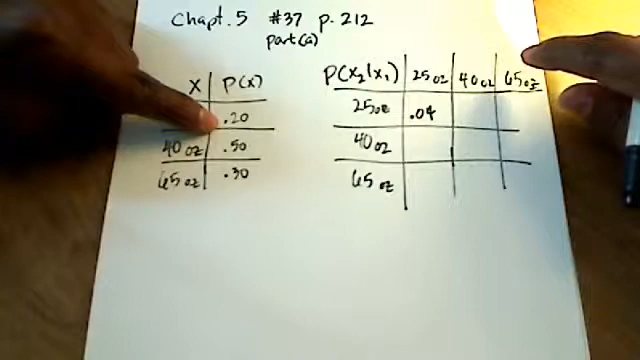 Chapt. 5 #37 p. 212
part(a)
X P(x)
.20
40 oz .50
65 oz .30
P(x₂|x₁) 25 oz 40 oz 65 oz
25 oz .04
40 oz
65 oz